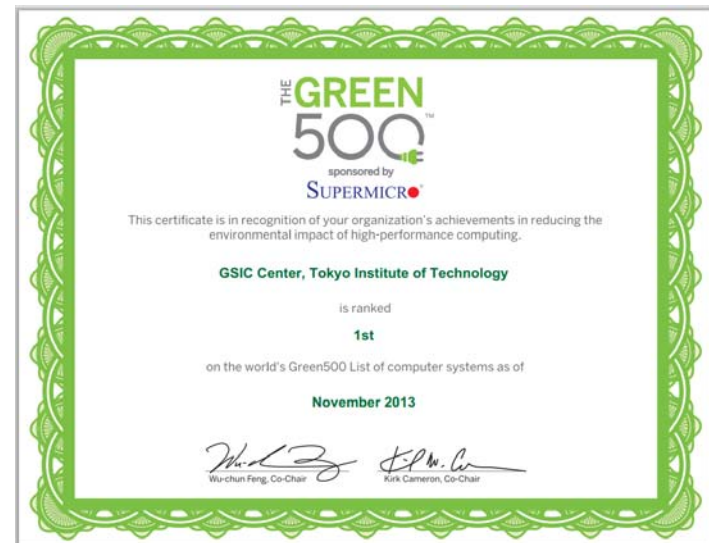 THE GREEN
500™
sponsored by
SUPERMICRO®
This certificate is in recognition of your organization's achievements in reducing the
environmental impact of high-performance computing.
GSIC Center, Tokyo Institute of Technology
is ranked
1st
on the world's Green500 List of computer systems as of
November 2013
Wu-chun Feng, Co-Chair
Kirk Cameron, Co-Chair